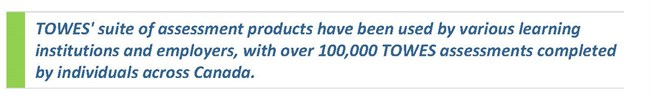 TOWES' suite of assessment products have been used by various learning
institutions and employers, with over 100,000 TOWES assessments completed
by individuals across Canada.